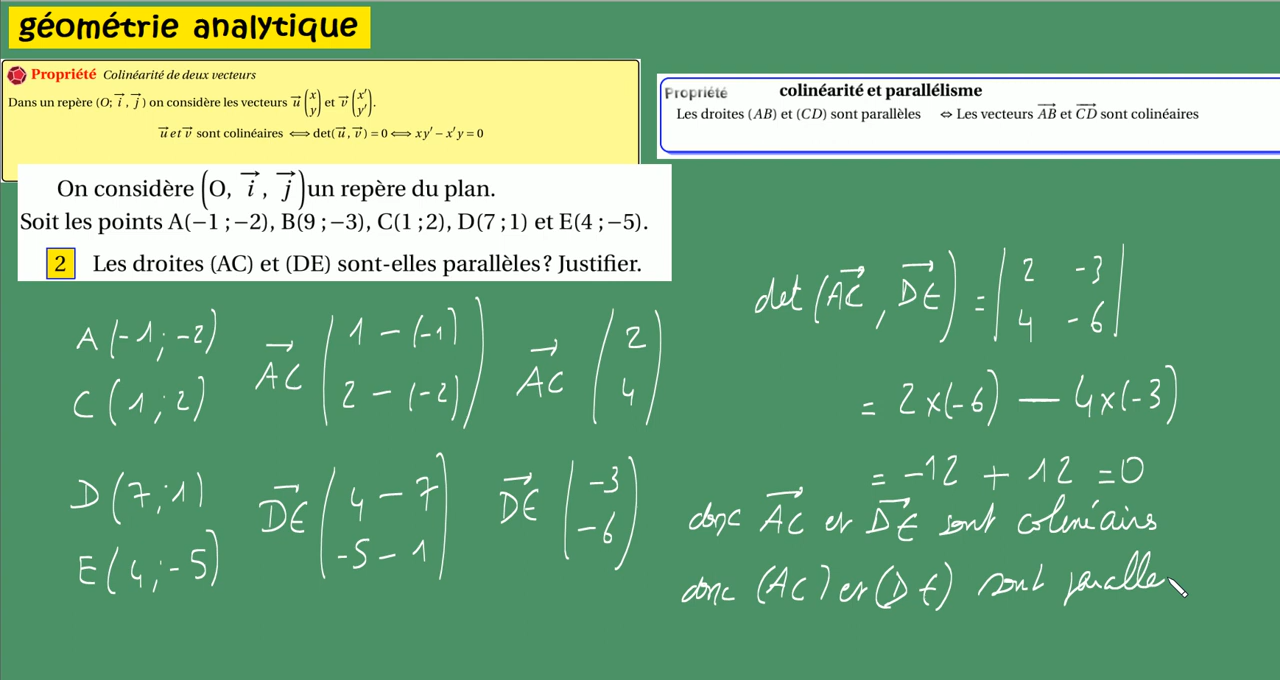 géométrie analytique
Propriété Colinéarité de deux vecteurs
Dans un repère (O; i⃗, j⃗) on considère les vecteurs u⃗ (x y) et v⃗ (x' y').
u⃗ et v⃗ sont colinéaires ⟺ det(u⃗, v⃗) = 0 ⟺ xy' − x'y = 0
Propriété colinéarité et parallélisme
Les droites (AB) et (CD) sont parallèles ⇔ Les vecteurs AB⃗ et CD⃗ sont colinéaires
On considère (O, i⃗, j⃗) un repère du plan.
Soit les points A(−1 ; −2), B(9 ; −3), C(1 ; 2), D(7 ; 1) et E(4 ; −5).
2 Les droites (AC) et (DE) sont-elles parallèles ? Justifier.
A(-1; -2)
C(1; 2)
AC⃗ (1 − (-1) 2 − (-2))
AC⃗ (2 4)
D(7; 1)
E(4; -5)
DE⃗ (4 − 7 -5 − 1)
DE⃗ (-3 -6)
det(AC⃗, DE⃗) = |2 -3 4 -6|
= 2×(-6) — 4×(-3)
= -12 + 12 = 0
donc AC⃗ et DE⃗ sont colinéaires
donc (AC) et (DE) sont paralle